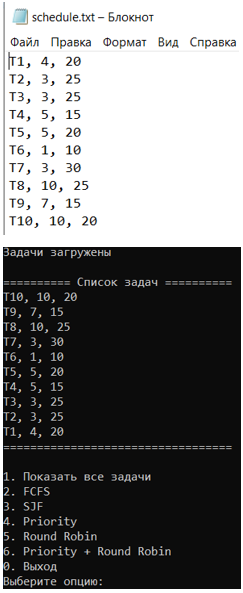 schedule.txt – Блокнот
Файл Правка Формат Вид Справка
T1, 4, 20
T2, 3, 25
T3, 3, 25
T4, 5, 15
T5, 5, 20
T6, 1, 10
T7, 3, 30
T8, 10, 25
T9, 7, 15
T10, 10, 20
Задачи загружены
========== Список задач ==========
T10, 10, 20
T9, 7, 15
T8, 10, 25
T7, 3, 30
T6, 1, 10
T5, 5, 20
T4, 5, 15
T3, 3, 25
T2, 3, 25
T1, 4, 20
==================================
1. Показать все задачи
2. FCFS
3. SJF
4. Priority
5. Round Robin
6. Priority + Round Robin
0. Выход
Выберите опцию: